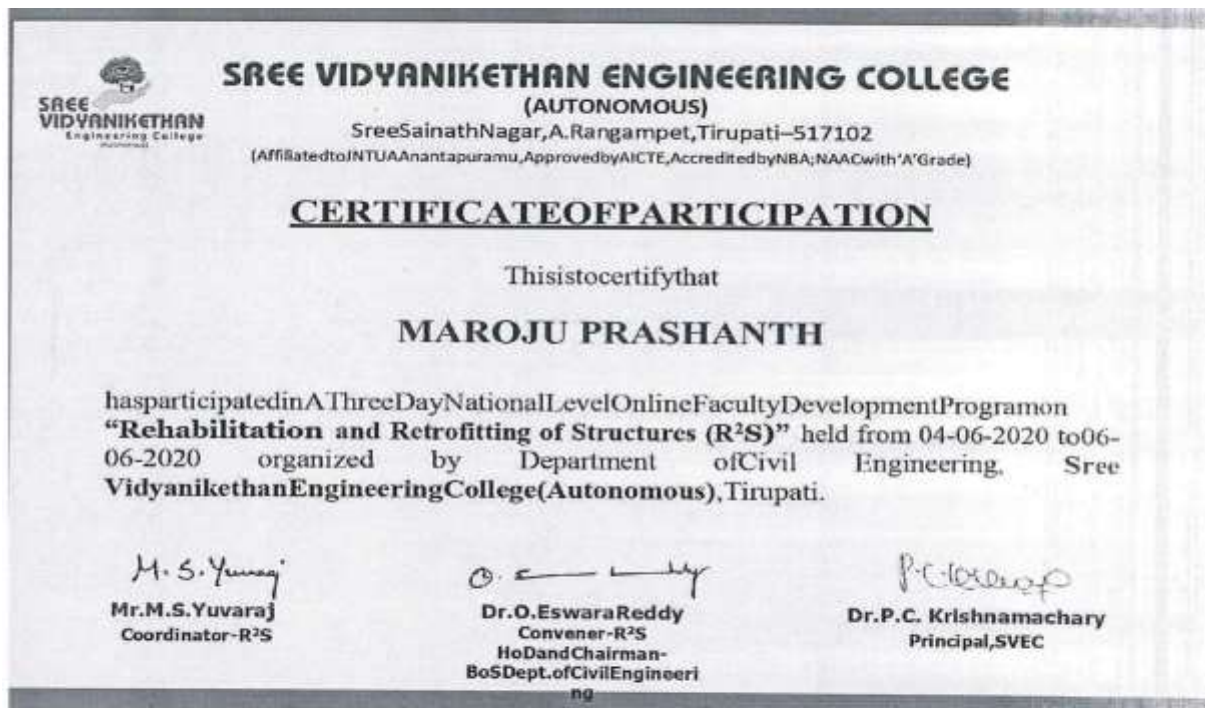 SREE
VIDYANIKETHAN
Engineering College
SREE VIDYANIKETHAN ENGINEERING COLLEGE
(AUTONOMOUS)
SreeSainathNagar,A.Rangampet,Tirupati–517102
(AffiliatedtoJNTUAAnantapuramu,ApprovedbyAICTE,AccreditedbyNBA;NAACwith'A'Grade)
CERTIFICATEOFPARTICIPATION
Thisistocertifythat
MAROJU PRASHANTH
hasparticipatedinAThreeDayNationalLevelOnlineFacultyDevelopmentProgramon
“Rehabilitation and Retrofitting of Structures (R²S)” held from 04-06-2020 to06-
06-2020 organized by Department ofCivil Engineering, Sree
VidyanikethanEngineeringCollege(Autonomous),Tirupati.
M. S. Yuvaraj
Mr.M.S.Yuvaraj
Coordinator-R²S
Dr.O.EswaraReddy
Convener-R²S
HoDandChairman-
BoSDept.ofCivilEngineeri
ng
Dr.P.C. Krishnamachary
Principal,SVEC